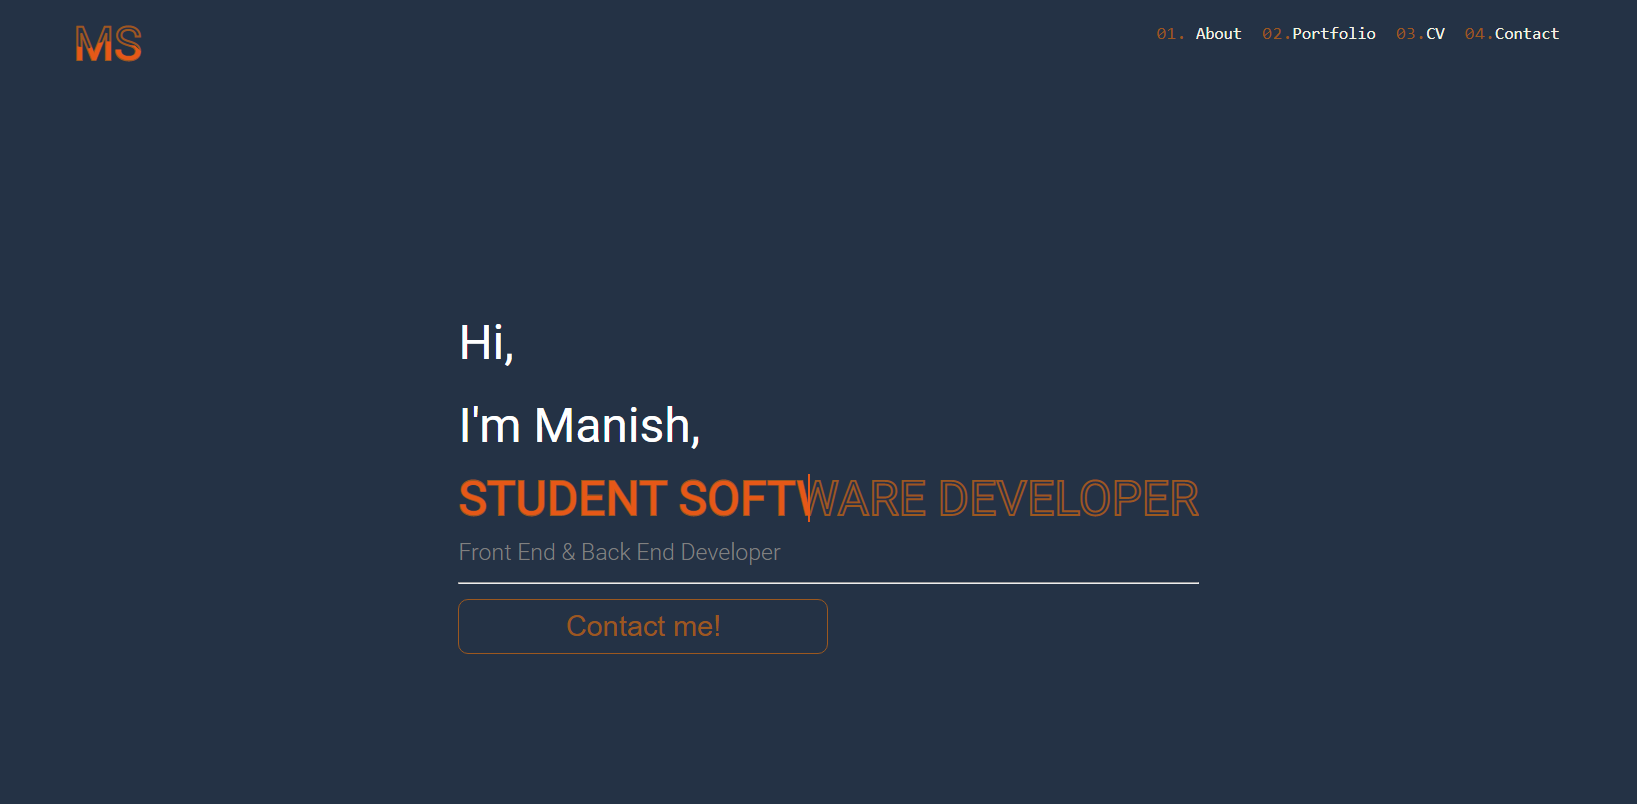 MS
01. About 02.Portfolio 03.CV 04.Contact
Hi,
I'm Manish,
STUDENT SOFTWARE DEVELOPER
Front End & Back End Developer
Contact me!